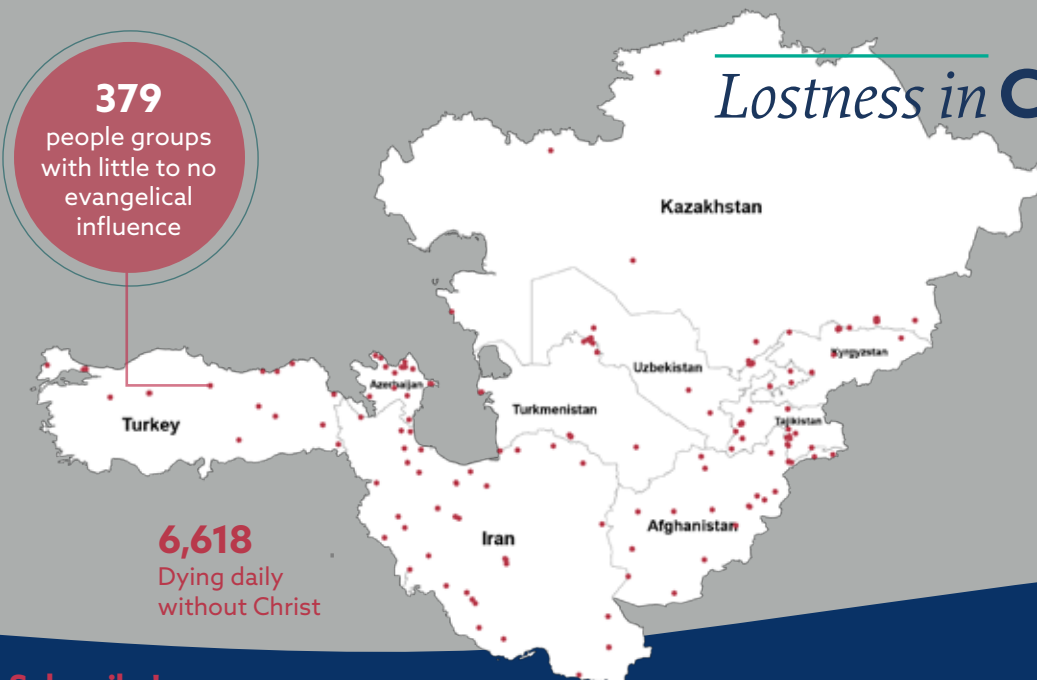 379
people groups
with little to no
evangelical
influence
Lostness in C
Kazakhstan
Kyrgyzstan
Uzbekistan
Azerbaijan
Turkmenistan
Tajikistan
Turkey
Afghanistan
Iran
6,618
Dying daily
without Christ